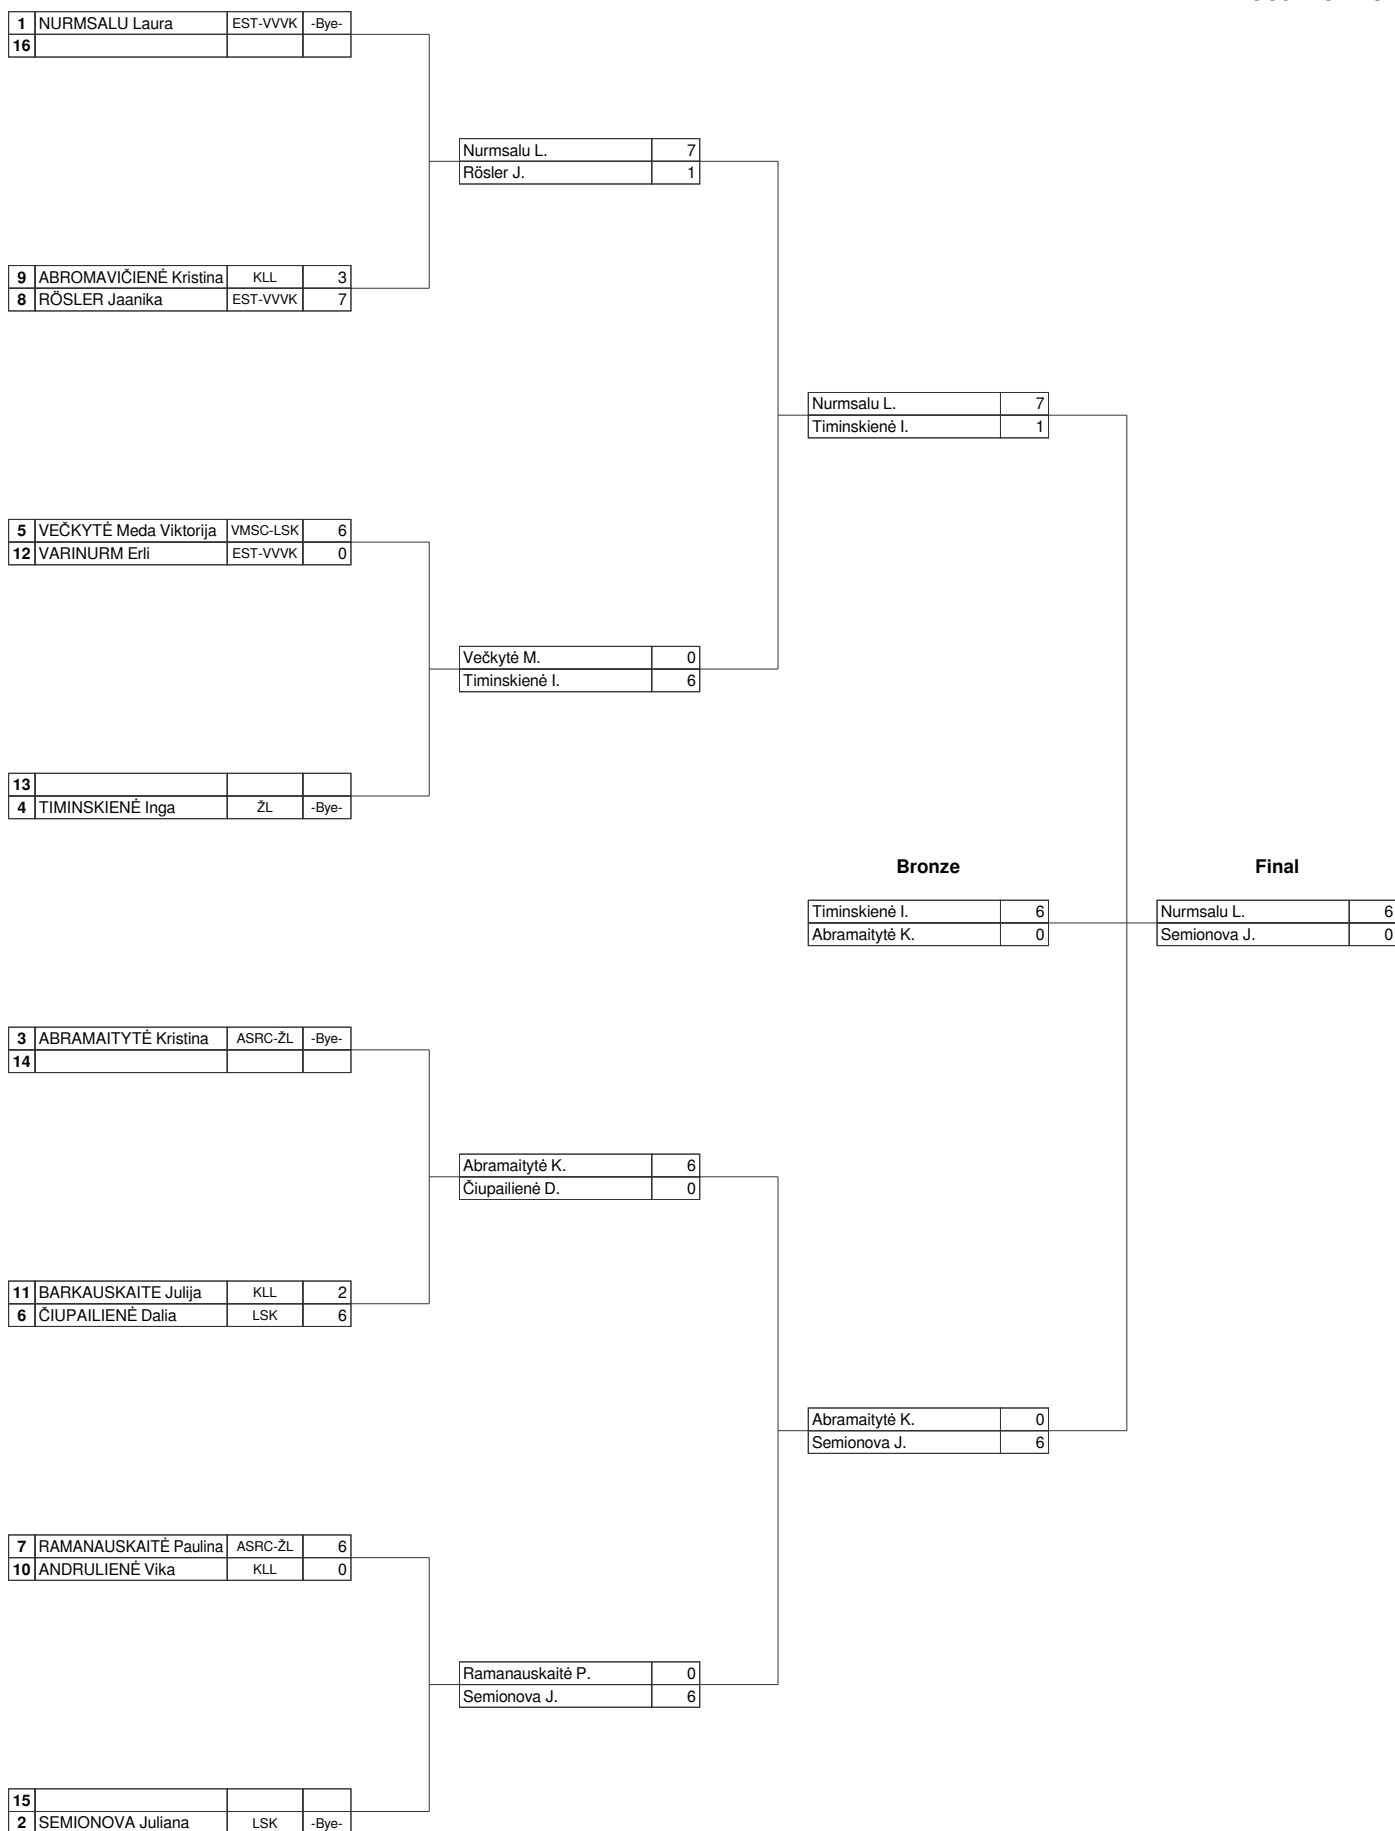 1 NURMSALU Laura EST-VVVK -Bye-
16
Nurmsalu L. 7
Rösler J. 1
9 ABROMAVIČIENĖ Kristina KLL 3
8 RÖSLER Jaanika EST-VVVK 7
Nurmsalu L. 7
Timinskienė I. 1
5 VEČKYTĖ Meda Viktorija VMSC-LSK 6
12 VARINURM Erli EST-VVVK 0
Večkytė M. 0
Timinskienė I. 6
13
4 TIMINSKIENĖ Inga ŽL -Bye-
Bronze Final
Timinskienė I. 6 Nurmsalu L. 6
Abramaitytė K. 0 Semionova J. 0
3 ABRAMAITYTĖ Kristina ASRC-ŽL -Bye-
14
Abramaitytė K. 6
Čiupailienė D. 0
11 BARKAUSKAITE Julija KLL 2
6 ČIUPAILIENĖ Dalia LSK 6
Abramaitytė K. 0
Semionova J. 6
7 RAMANAUSKAITĖ Paulina ASRC-ŽL 6
10 ANDRULIENĖ Vika KLL 0
Ramanauskaitė P. 0
Semionova J. 6
15
2 SEMIONOVA Juliana LSK -Bye-